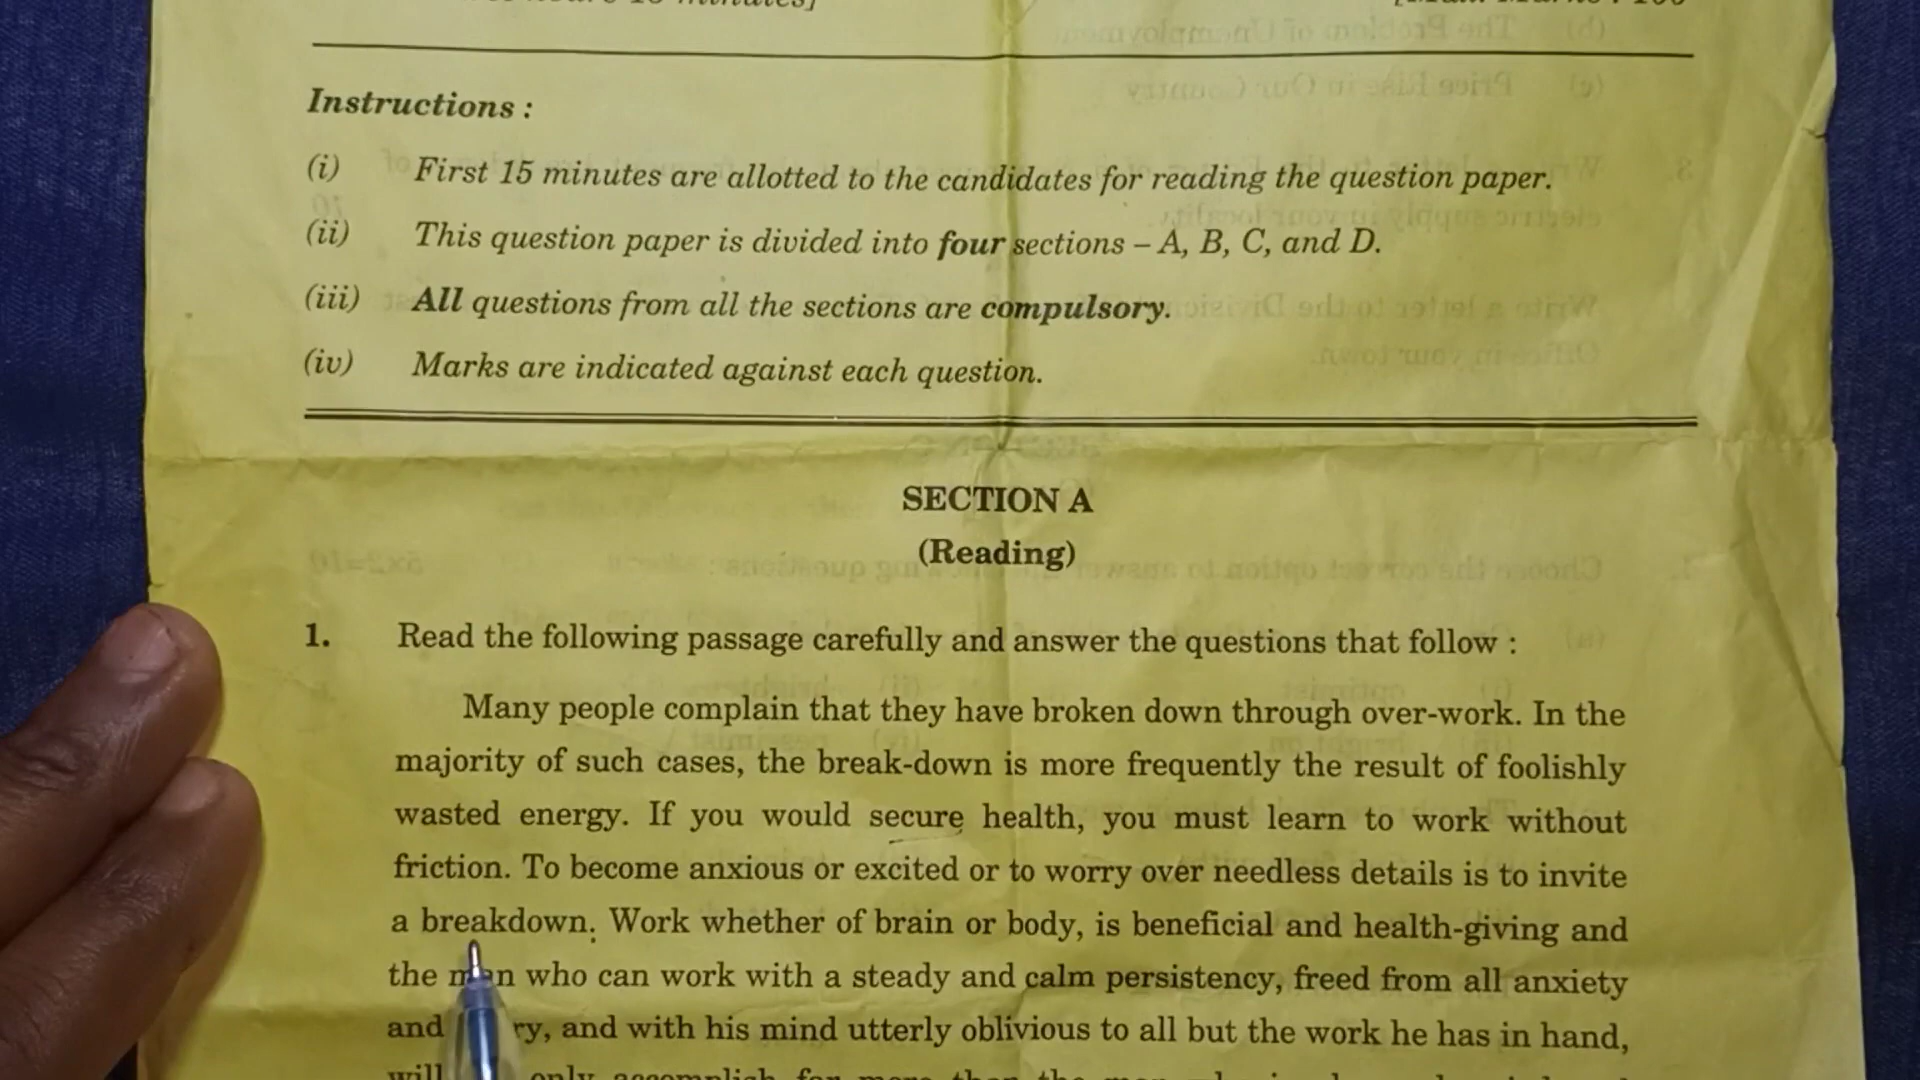 Instructions :
(i) First 15 minutes are allotted to the candidates for reading the question paper.
(ii) This question paper is divided into four sections – A, B, C, and D.
(iii) All questions from all the sections are compulsory.
(iv) Marks are indicated against each question.
SECTION A
(Reading)
1. Read the following passage carefully and answer the questions that follow :
Many people complain that they have broken down through over-work. In the
majority of such cases, the break-down is more frequently the result of foolishly
wasted energy. If you would secure health, you must learn to work without
friction. To become anxious or excited or to worry over needless details is to invite
a breakdown. Work whether of brain or body, is beneficial and health-giving and
the man who can work with a steady and calm persistency, freed from all anxiety
and ry, and with his mind utterly oblivious to all but the work he has in hand,
will only accomplish far more than the